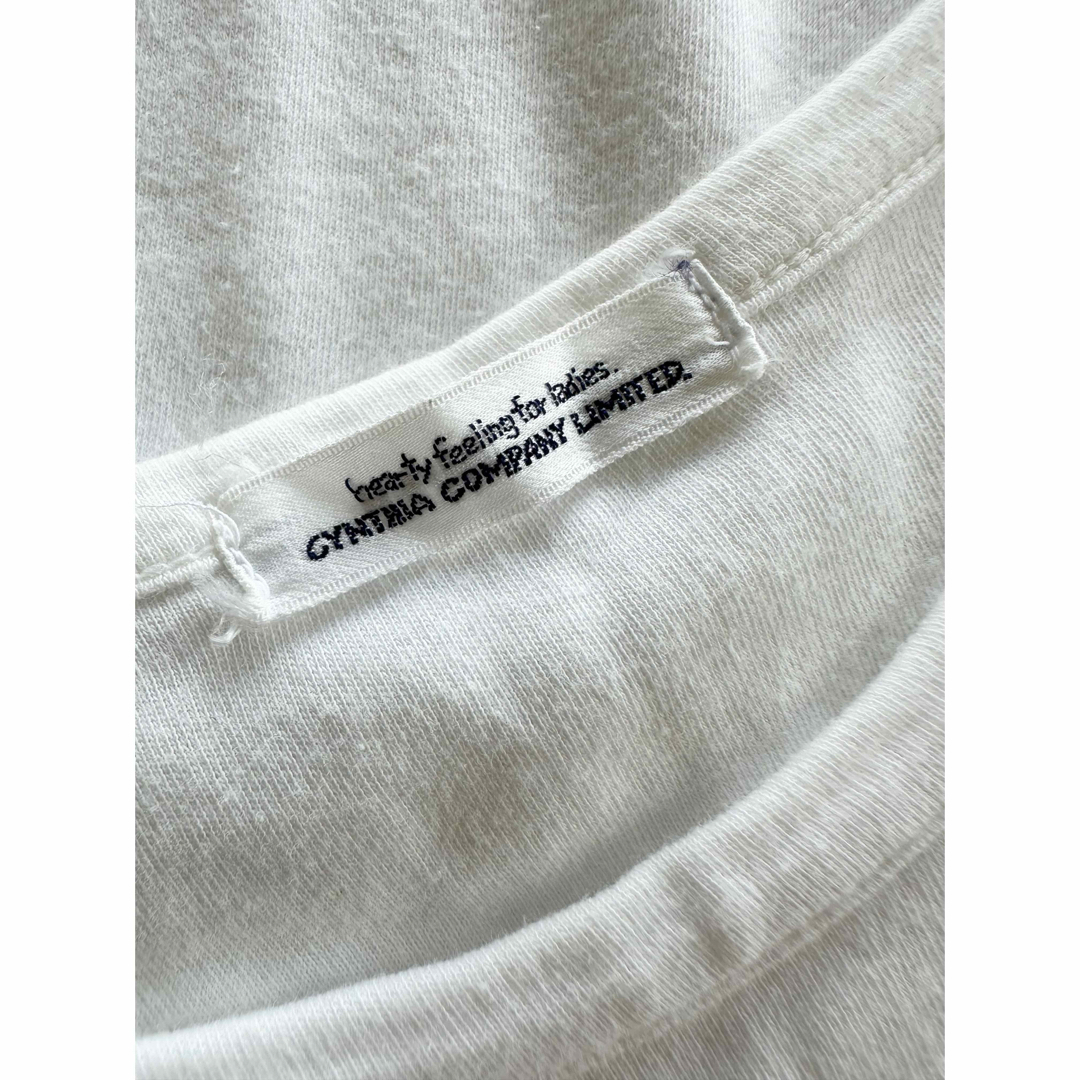 hearty feeling for ladies.
CYNTHIA COMPANY LIMITED.